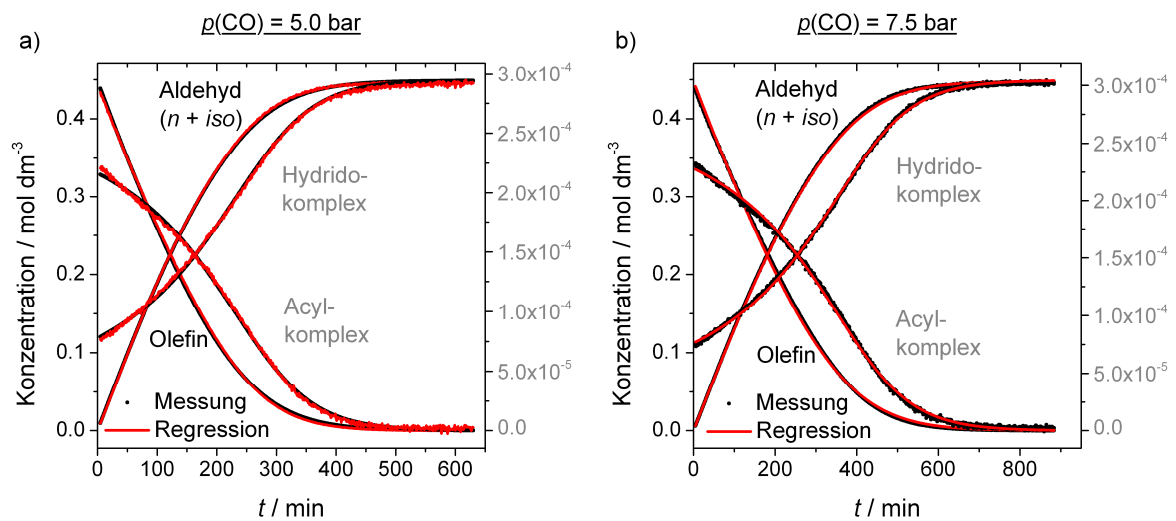 p(CO) = 5.0 bar
a)
Aldehyd
(n + iso)
Hydrido-
komplex
Acyl-
komplex
Olefin
Messung
Regression
Konzentration / mol dm-3
0.4
0.3
0.2
0.1
0.0
3.0x10-4
2.5x10-4
2.0x10-4
1.5x10-4
1.0x10-4
5.0x10-5
0.0
0 100 200 300 400 500 600
t / min
p(CO) = 7.5 bar
b)
Aldehyd
(n + iso)
Hydrido-
komplex
Acyl-
komplex
Olefin
Messung
Regression
Konzentration / mol dm-3
0.4
0.3
0.2
0.1
0.0
3.0x10-4
2.5x10-4
2.0x10-4
1.5x10-4
1.0x10-4
5.0x10-5
0.0
0 200 400 600 800
t / min